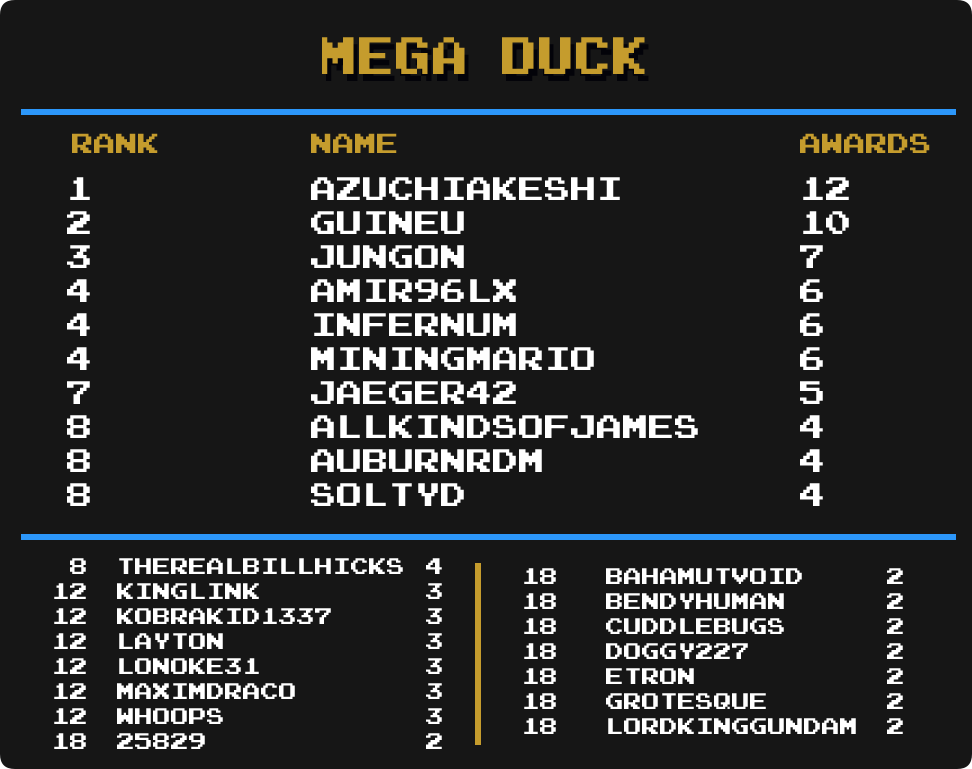 MEGA DUCK
RANK NAME AWARDS
1 AZUCHIAKESHI 12
2 GUINEU 10
3 JUNGON 7
4 AMIR96LX 6
4 INFERNUM 6
4 MININGMARIO 6
7 JAEGER42 5
8 ALLKINDSOFJAMES 4
8 AUBURNRDM 4
8 SOLTYD 4
8 THEREALBILLHICKS 4
12 KINGLINK 3
12 KOBRAKID1337 3
12 LAYTON 3
12 LONOKE31 3
12 MAXIMDRACO 3
12 WHOOPS 3
18 25829 2
18 BAHAMUTVOID 2
18 BENDYHUMAN 2
18 CUDDLEBUGS 2
18 DOGGY227 2
18 ETRON 2
18 GROTESQUE 2
18 LORDKINGGUNDAM 2